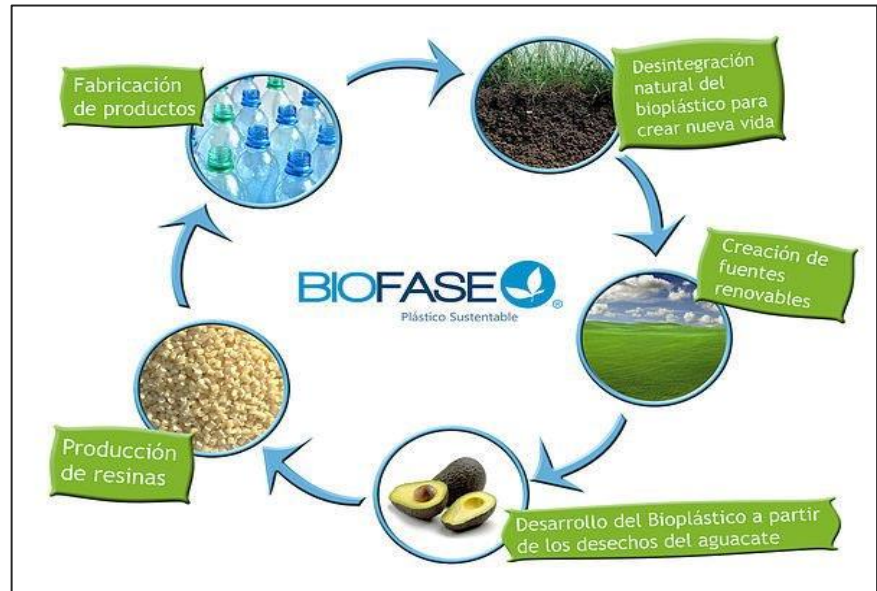 Fabricación
de productos
Desintegración
natural del
bioplástico para
crear nueva vida
Creación de
fuentes
renovables
BIOFASE ®
Plástico Sustentable
Producción
de resinas
Desarrollo del Bioplástico a partir
de los desechos del aguacate